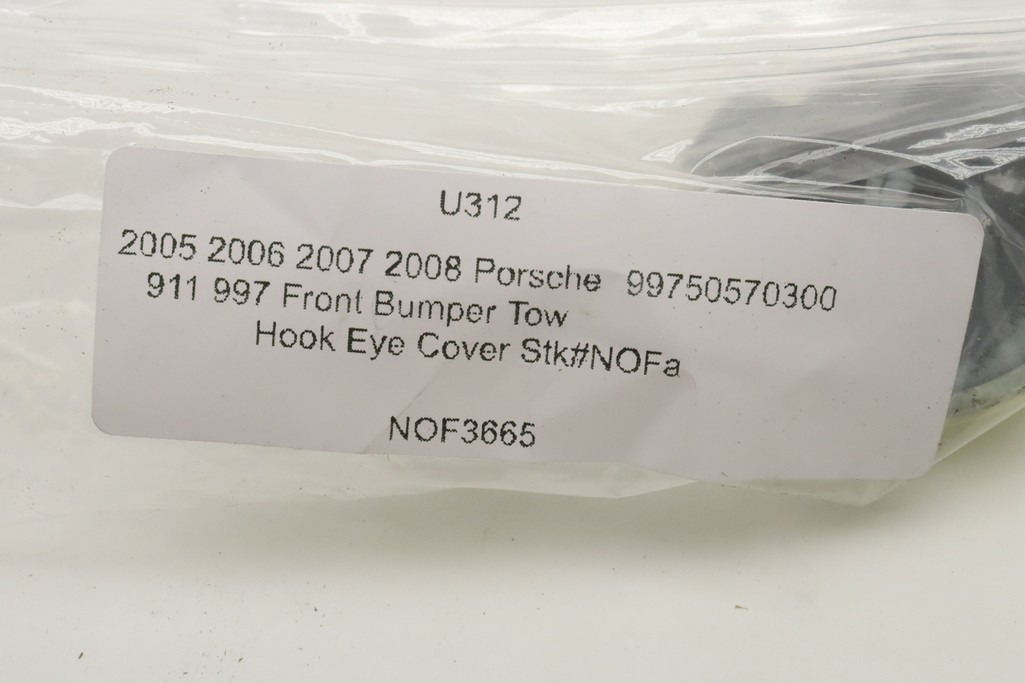 U312
2005 2006 2007 2008 Porsche 99750570300
911 997 Front Bumper Tow
Hook Eye Cover Stk#NOFa
NOF3665